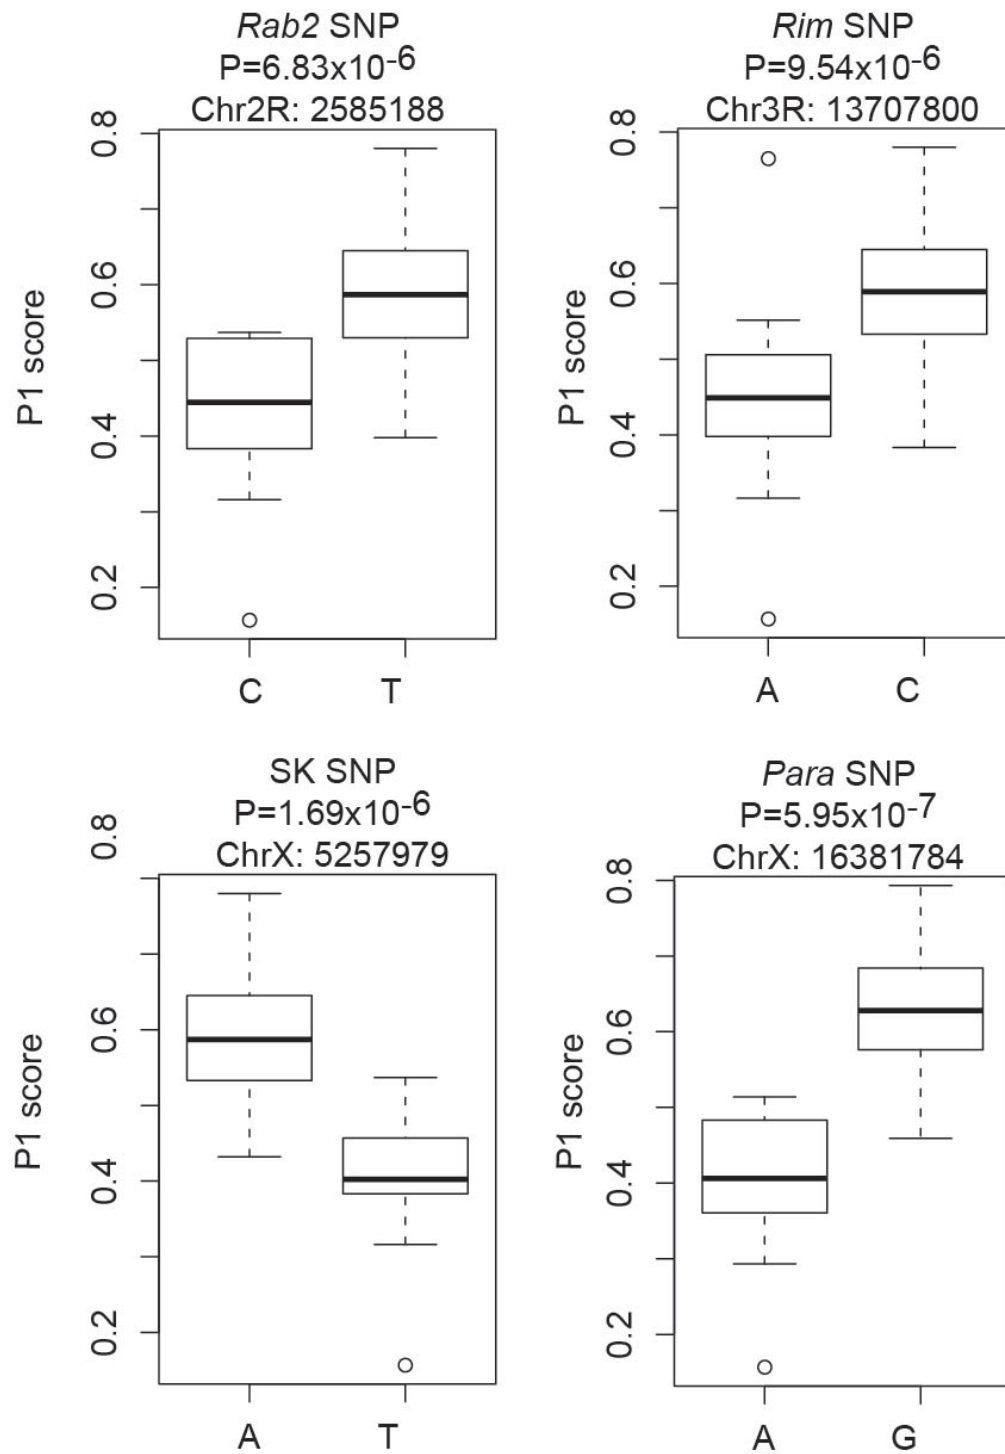 Rab2 SNP
P=6.83x10-6
Chr2R: 2585188
0.8
0.6
0.4
0.2
P1 score
C T
Rim SNP
P=9.54x10-6
Chr3R: 13707800
0.8
0.6
0.4
0.2
P1 score
A C
SK SNP
P=1.69x10-6
ChrX: 5257979
0.8
0.6
0.4
0.2
P1 score
A T
Para SNP
P=5.95x10-7
ChrX: 16381784
0.8
0.6
0.4
0.2
P1 score
A G